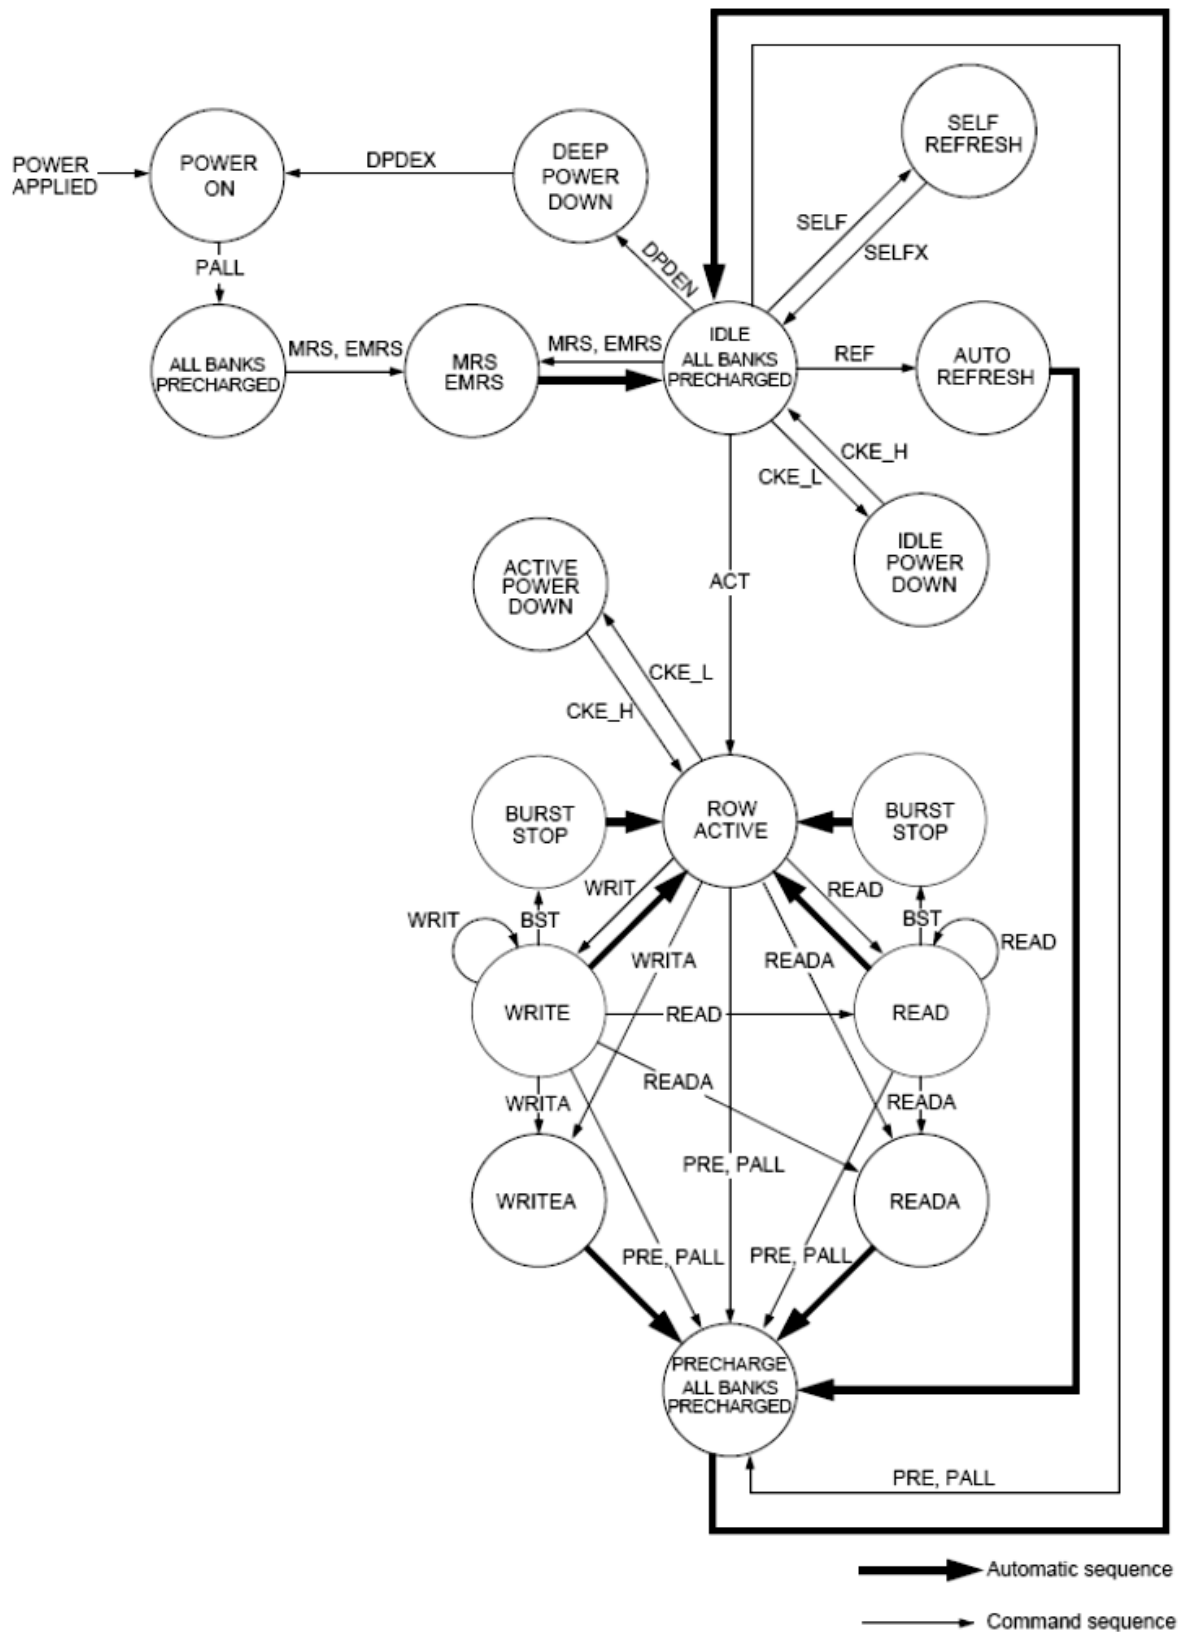 SELF
REFRESH
DEEP
POWER
DOWN
POWER
ON
POWER
APPLIED
DPDEX
SELF
SELFX
DPDEN
PALL
IDLE
ALL BANKS
PRECHARGED
MRS, EMRS
MRS, EMRS
REF
AUTO
REFRESH
ALL BANKS
PRECHARGED
MRS
EMRS
CKE_H
CKE_L
IDLE
POWER
DOWN
ACTIVE
POWER
DOWN
ACT
CKE_L
CKE_H
BURST
STOP
ROW
ACTIVE
BURST
STOP
WRIT
READ
WRIT
BST
BST
READ
WRITA
READA
WRITE
READ
READ
READA
WRITA
READA
PRE, PALL
WRITEA
READA
PRE, PALL
PRE, PALL
PRECHARGE
ALL BANKS
PRECHARGED
PRE, PALL
Automatic sequence
Command sequence